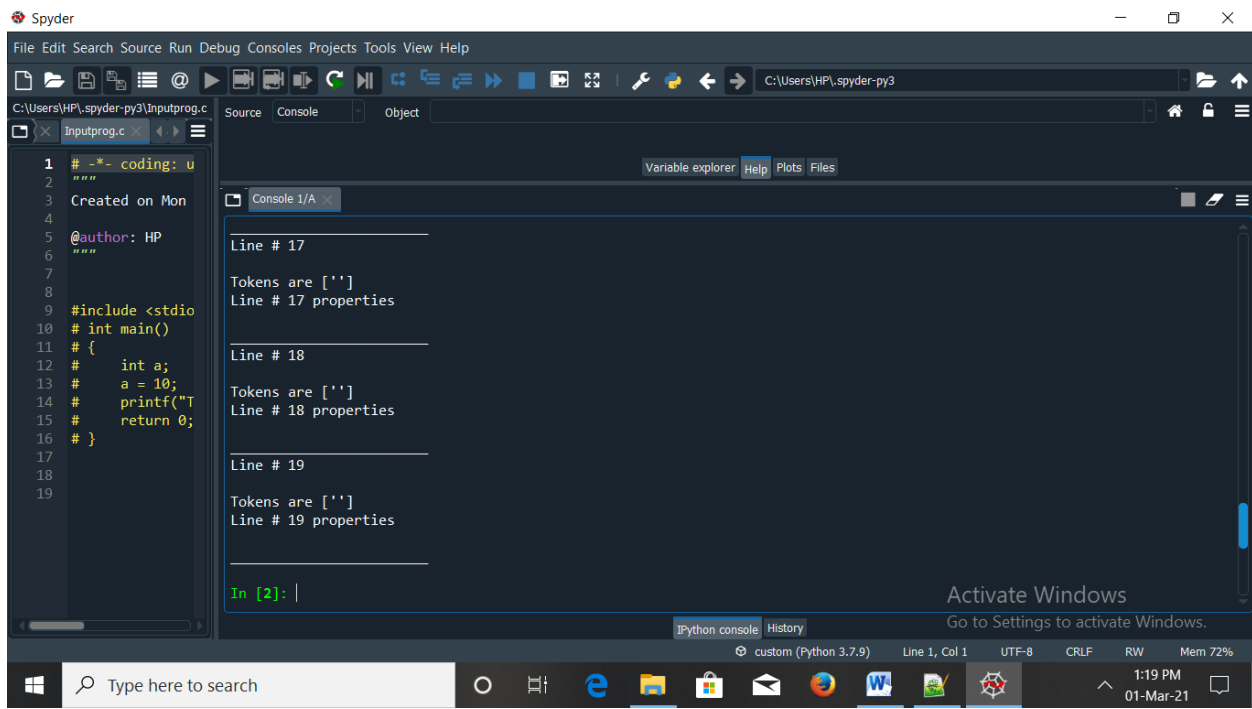 Spyder
File Edit Search Source Run Debug Consoles Projects Tools View Help
C:\Users\HP\.spyder-py3
C:\Users\HP\.spyder-py3\Inputprog.c
Inputprog.c
1 # -*- coding: u
2 """
3 Created on Mon
4
5 @author: HP
6 """
7
8
9 #include <stdio
10 # int main()
11 # {
12 #     int a;
13 #     a = 10;
14 #     printf("T
15 #     return 0;
16 # }
17
18
19
Source Console Object
Variable explorer Help Plots Files
Console 1/A
Line # 17
Tokens are ['']
Line # 17 properties
Line # 18
Tokens are ['']
Line # 18 properties
Line # 19
Tokens are ['']
Line # 19 properties
In [2]:
Activate Windows
Go to Settings to activate Windows.
IPython console History
custom (Python 3.7.9) Line 1, Col 1 UTF-8 CRLF RW Mem 72%
Type here to search
1:19 PM
01-Mar-21